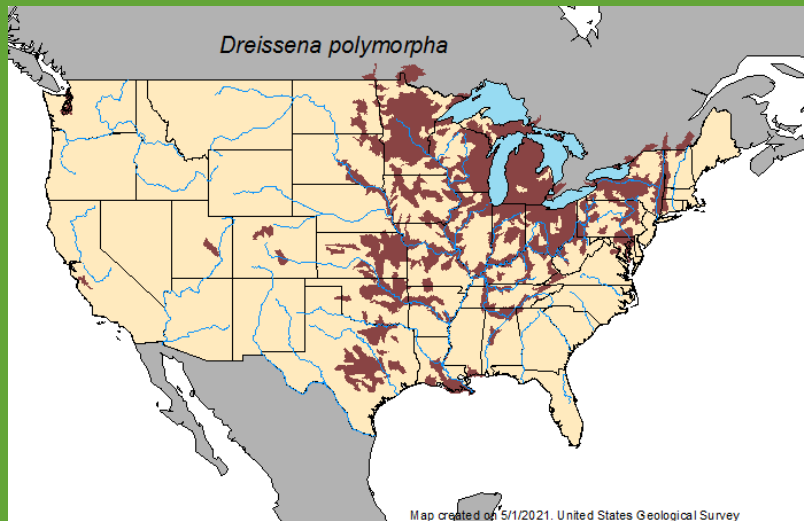 Dreissena polymorpha
Map created on 5/1/2021. United States Geological Survey